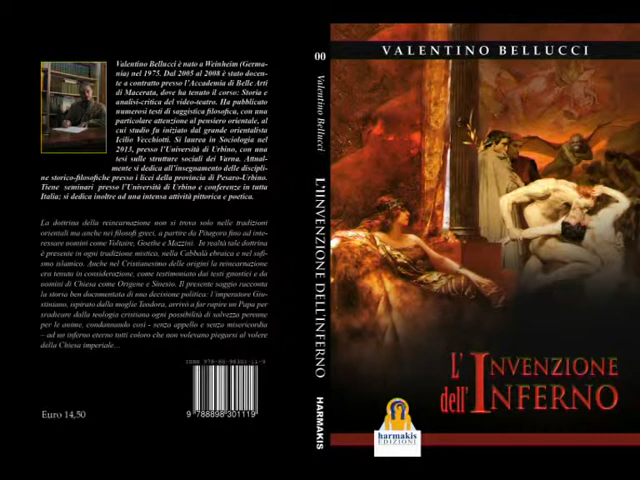 Valentino Bellucci è nato a Weinheim (Germa-
nia) nel 1975. Dal 2005 al 2008 è stato docen-
te a contratto presso l'Accademia di Belle Arti
di Macerata, dove ha tenuto il corso: Storia e
analisi-critica del video-teatro. Ha pubblicato
numerosi testi di saggistica filosofica, con una
particolare attenzione al pensiero orientale, al
cui studio fu iniziato dal grande orientalista
Icilio Vecchiotti. Si laurea in Sociologia nel
2013, presso l'Università di Urbino, con una
tesi sulle strutture sociali dei Varna. Attual-
mente si dedica all'insegnamento delle discipli-
ne storico-filosofiche presso i licei della provincia di Pesaro-Urbino.
Tiene seminari presso l'Università di Urbino e conferenze in tutta
Italia; si dedica inoltre ad una intensa attività pittorica e poetica.
La dottrina della reincarnazione non si trova solo nelle tradizioni
orientali ma anche nei filosofi greci, a partire da Pitagora fino ad inte-
ressare uomini come Voltaire, Goethe e Mazzini. In realtà tale dottrina
è presente in ogni tradizione mistica, nella Cabbalà ebraica e nel sufi-
smo islamico. Anche nel Cristianesimo delle origini la reincarnazione
era tenuta in considerazione, come testimoniato dai testi gnostici e da
uomini di Chiesa come Origene e Sinesio. Il presente saggio racconta
la storia ben documentata di una decisione politica: l'imperatore Giu-
stiniano, ispirato dalla moglie Teodora, arrivò a far rapire un Papa per
sradicare dalla teologia cristiana ogni possibilità di salvezza perenne
per le anime, condannando così - senza appello e senza misericordia
– ad un inferno eterno tutti coloro che non volevano piegarsi al volere
della Chiesa imperiale...
ISBN 978-88-98301-11-9
9 788898 301119
Euro 14,50
00
Valentino Bellucci
L'IINVENZIONE DELL'INFERNO
HARMAKIS
VALENTINO BELLUCCI
L'INVENZIONE
dell'INFERNO
harmakis
EDIZIONI